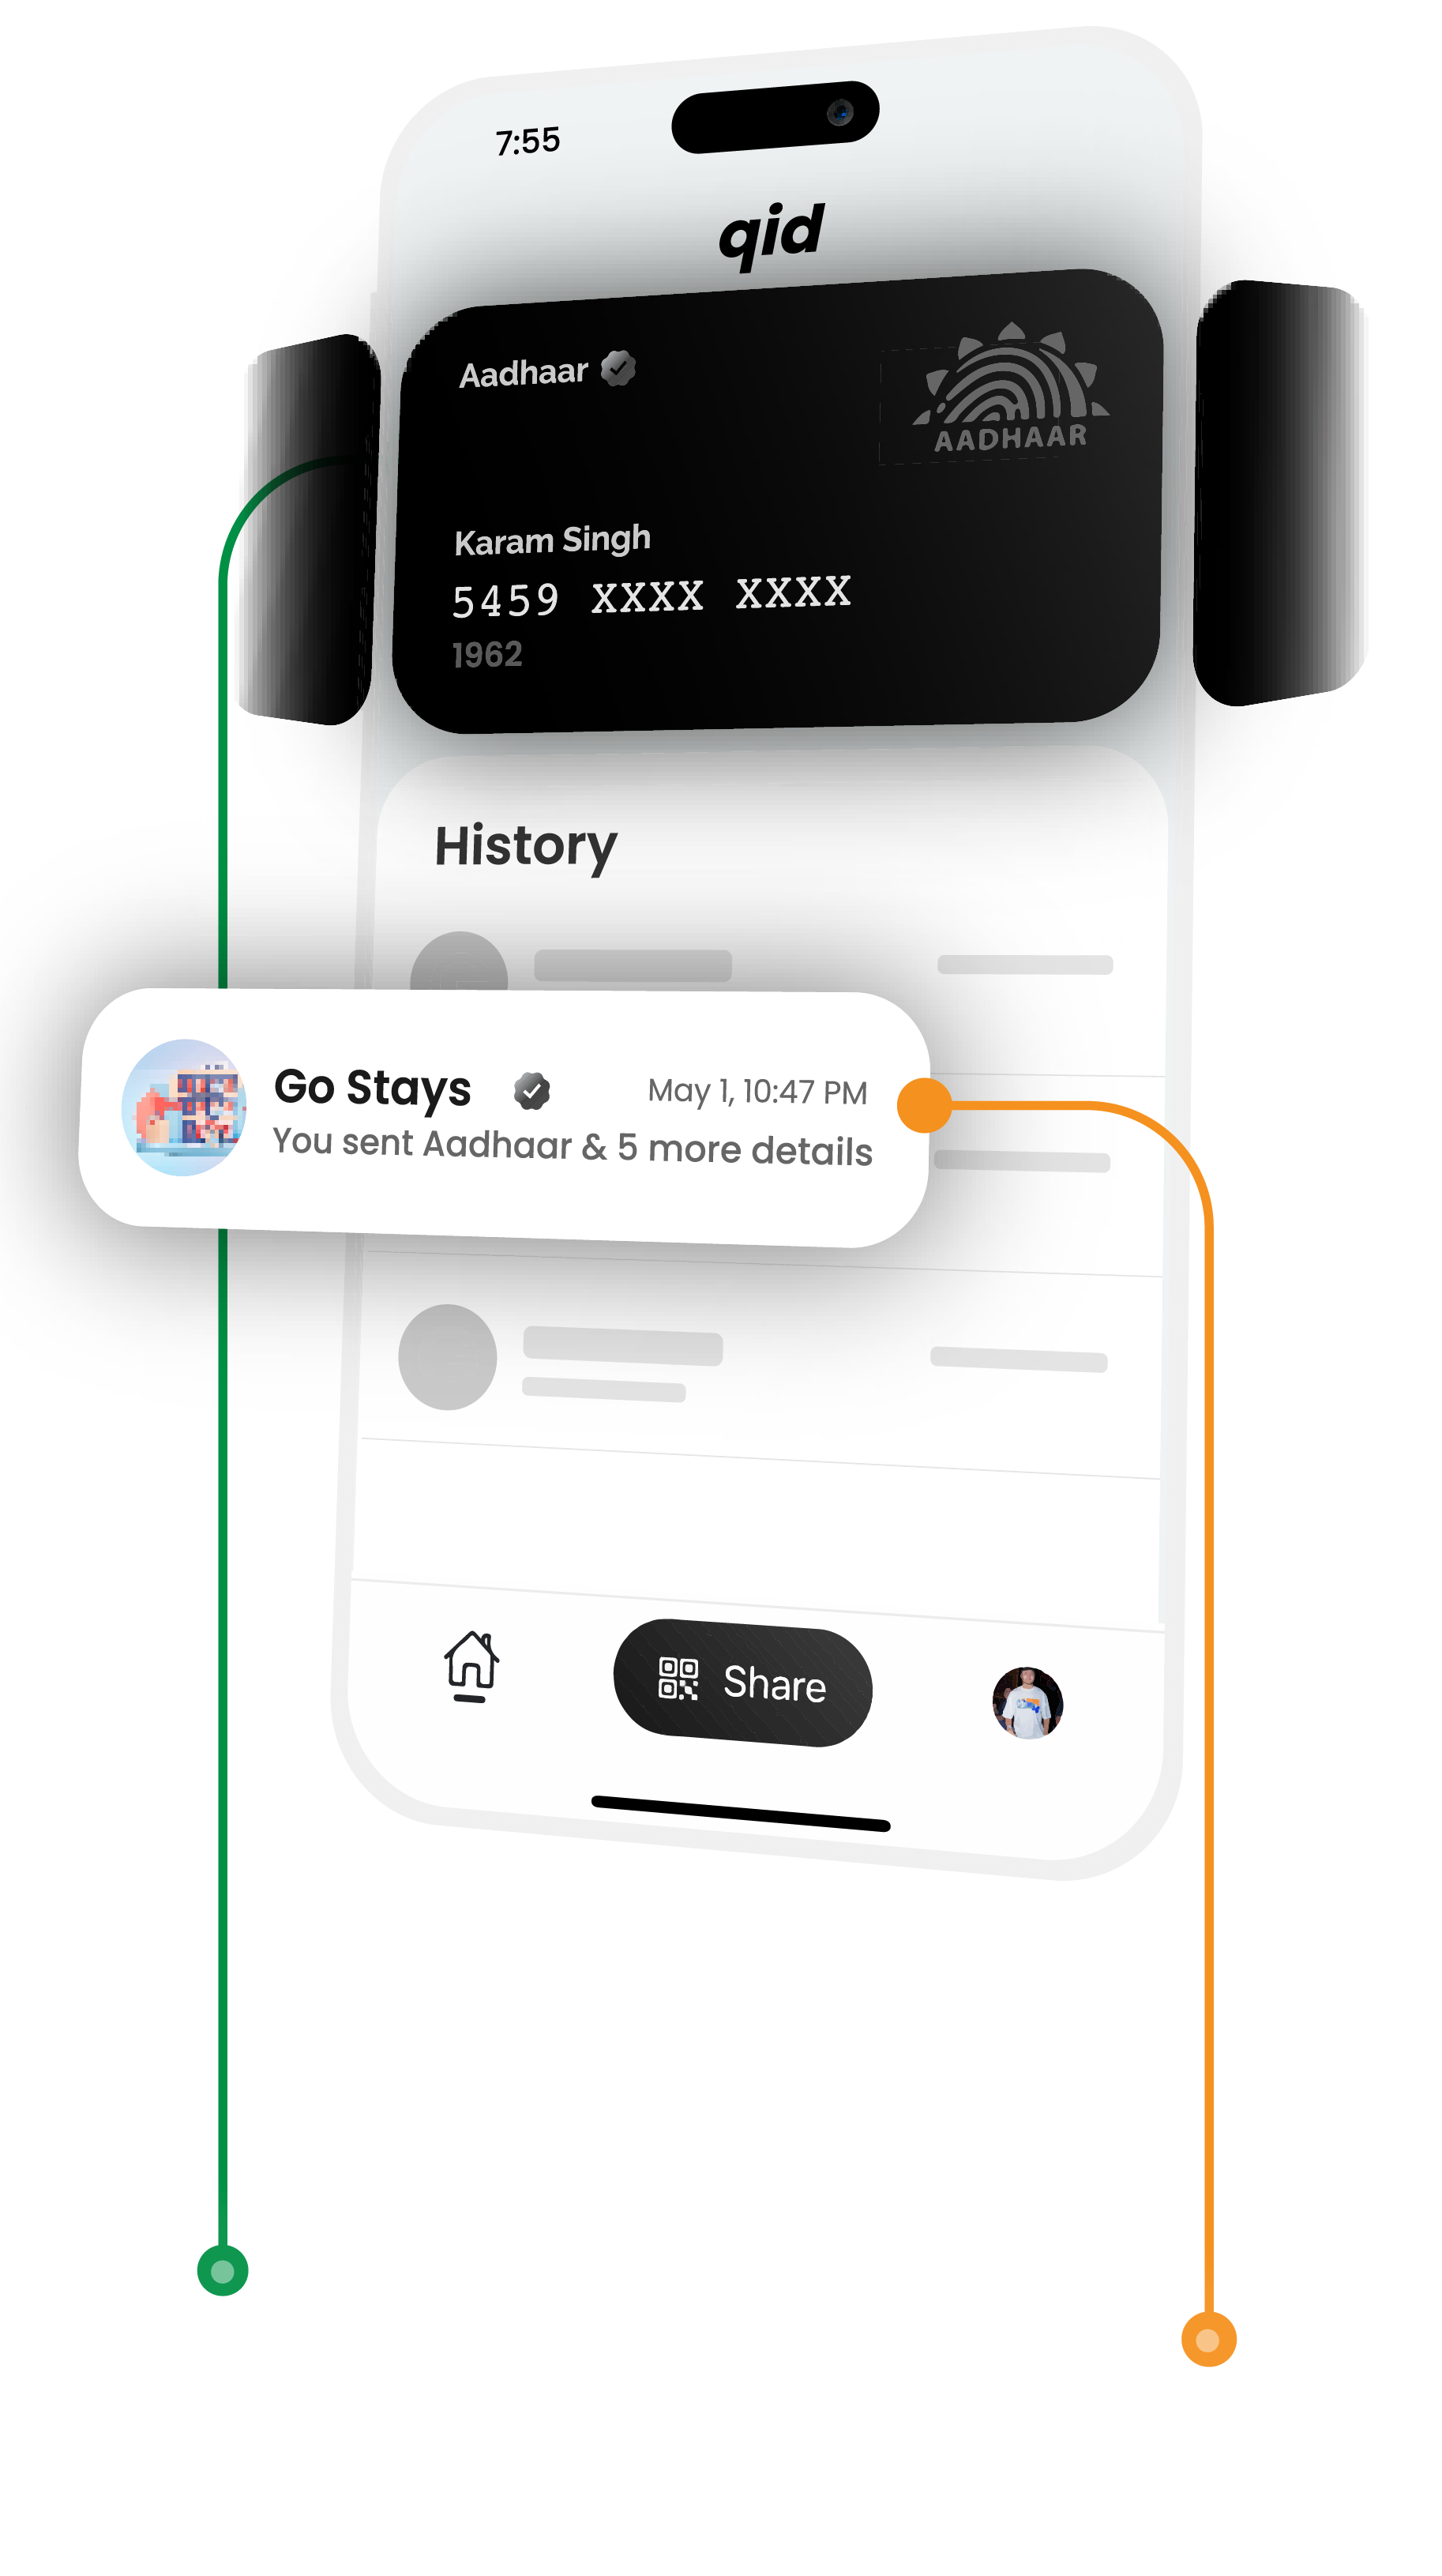 7:55
qid
Aadhaar
AADHAAR
Karam Singh
5459 XXXX XXXX
1962
History
Go Stays
May 1, 10:47 PM
You sent Aadhaar & 5 more details
Share